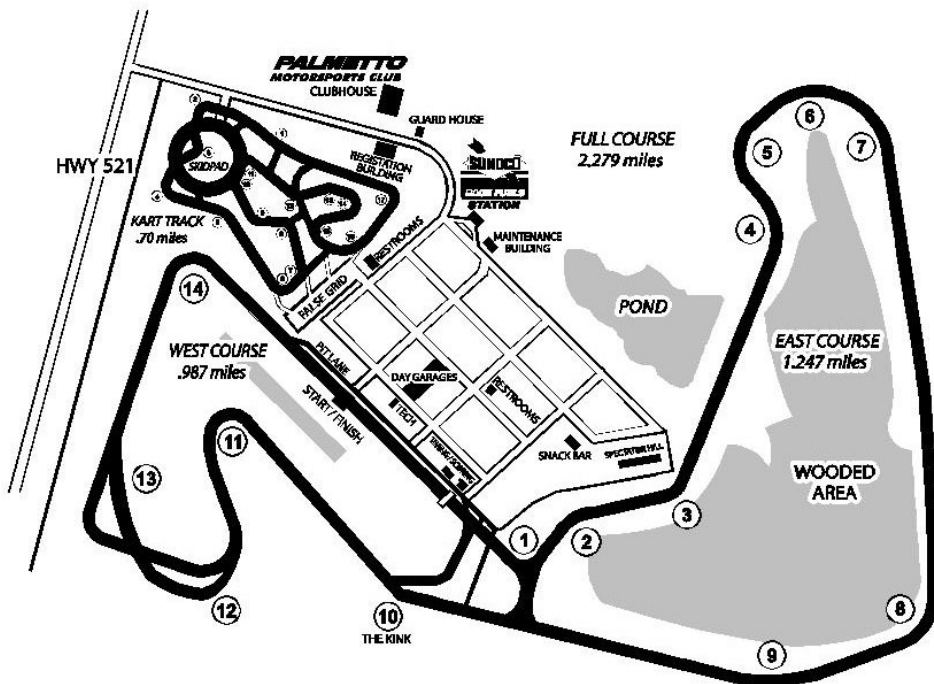 PALMETTO
MOTORSPORTS CLUB
CLUBHOUSE
GUARD HOUSE
REGISTATION
BUILDING
SUNOCO
STATION
FULL COURSE
2,279 miles
HWY 521
SKIDPAD
KART TRACK
.70 miles
RESTROOMS
MAINTENANCE
BUILDING
FALSE GRID
POND
PIT LANE
WEST COURSE
.987 miles
START / FINISH
DAY GARAGES
TECH
RESTROOMS
SNACK BAR
SPECTATOR HILL
EAST COURSE
1.247 miles
WOODED
AREA
1
2
3
4
5
6
7
8
9
10
THE KINK
11
12
13
14